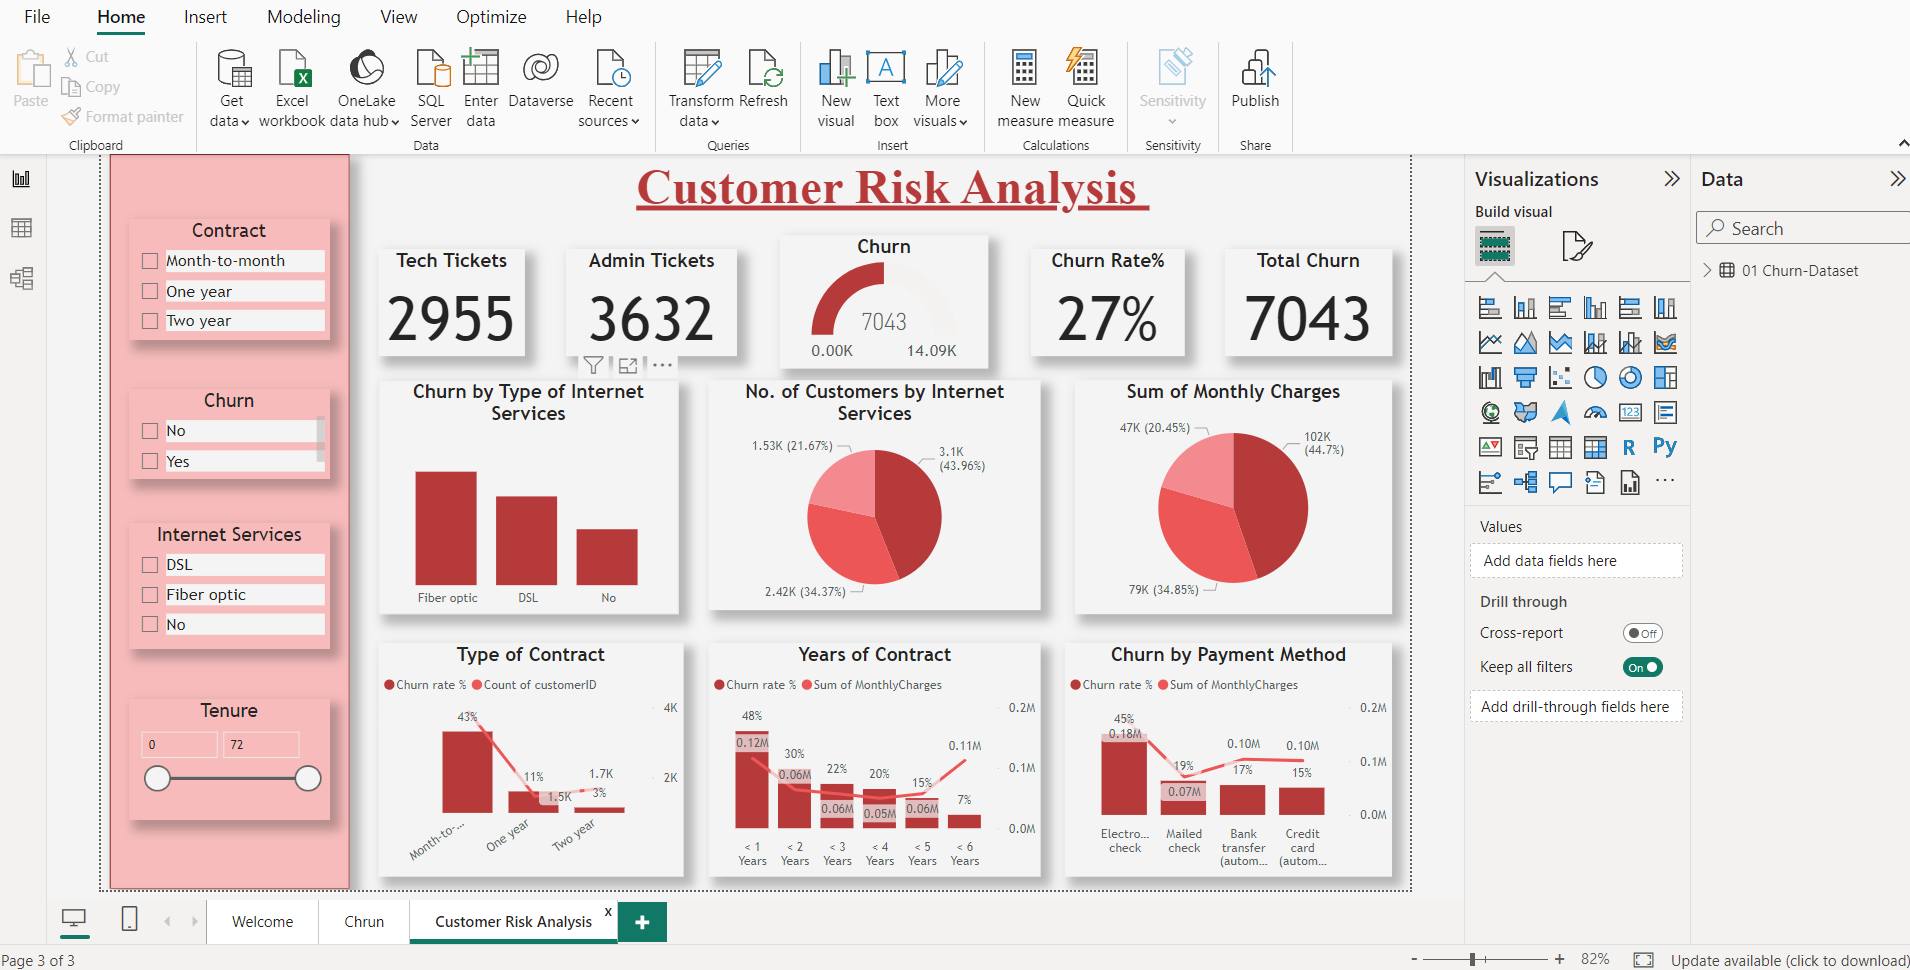 File Home Insert Modeling View Optimize Help
Paste
Cut
Copy
Format painter
Clipboard
Get
data
Excel
workbook
OneLake
data hub
SQL
Server
Enter
data
Dataverse
Recent
sources
Data
Transform
data
Refresh
Queries
New
visual
Text
box
A
More
visuals
Insert
New
measure
Quick
measure
Calculations
Sensitivity
Sensitivity
Publish
Share
Customer Risk Analysis
Contract
Month-to-month
One year
Two year
Churn
No
Yes
Internet Services
DSL
Fiber optic
No
Tenure
0 72
Tech Tickets
2955
Admin Tickets
3632
Churn
7043
0.00K 14.09K
Churn Rate%
27%
Total Churn
7043
Churn by Type of Internet
Services
Fiber optic DSL No
No. of Customers by Internet
Services
1.53K (21.67%)
3.1K
(43.96%)
2.42K (34.37%)
Sum of Monthly Charges
47K (20.45%)
102K
(44.7%)
79K (34.85%)
Type of Contract
Churn rate % Count of customerID
43%
4K
11%
1.7K
2K
1.5K
3%
Month-to-...
One year
Two year
Years of Contract
Churn rate % Sum of MonthlyCharges
48%
0.2M
0.12M
30%
0.11M
0.06M
22%
20%
0.1M
15%
0.06M
0.05M
0.06M
7%
0.0M
< 1
Years
< 2
Years
< 3
Years
< 4
Years
< 5
Years
< 6
Years
Churn by Payment Method
Churn rate % Sum of MonthlyCharges
45%
0.2M
0.18M
0.10M
0.10M
19%
17%
15%
0.1M
0.07M
0.0M
Electro...
check
Mailed
check
Bank
transfer
(autom...
Credit
card
(autom...
Visualizations
Build visual
123
R Py
...
Values
Add data fields here
Drill through
Cross-report
Off
Keep all filters
On
Add drill-through fields here
Data
Search
01 Churn-Dataset
Welcome
Chrun
Customer Risk Analysis
x
+
Page 3 of 3
- + 82%
Update available (click to download)